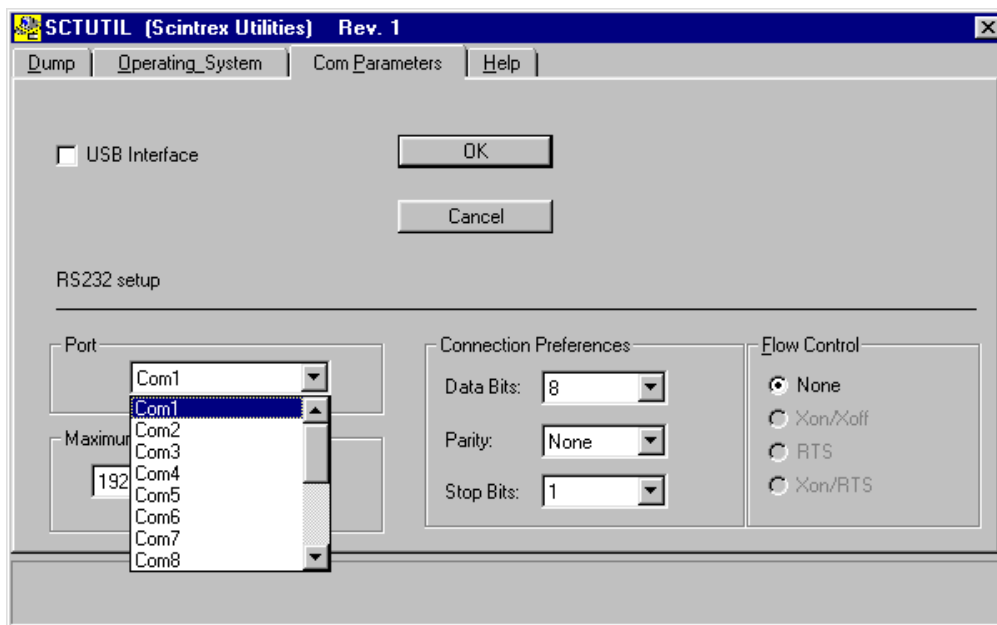 SCTUTIL (Scintrex Utilities) Rev. 1
Dump Operating_System Com Parameters Help
USB Interface
OK
Cancel
RS232 setup
Port
Com1
Com1
Com2
Com3
Com4
Com5
Com6
Com7
Com8
Maximu
192
Connection Preferences
Data Bits: 8
Parity: None
Stop Bits: 1
Flow Control
None
Xon/Xoff
RTS
Xon/RTS